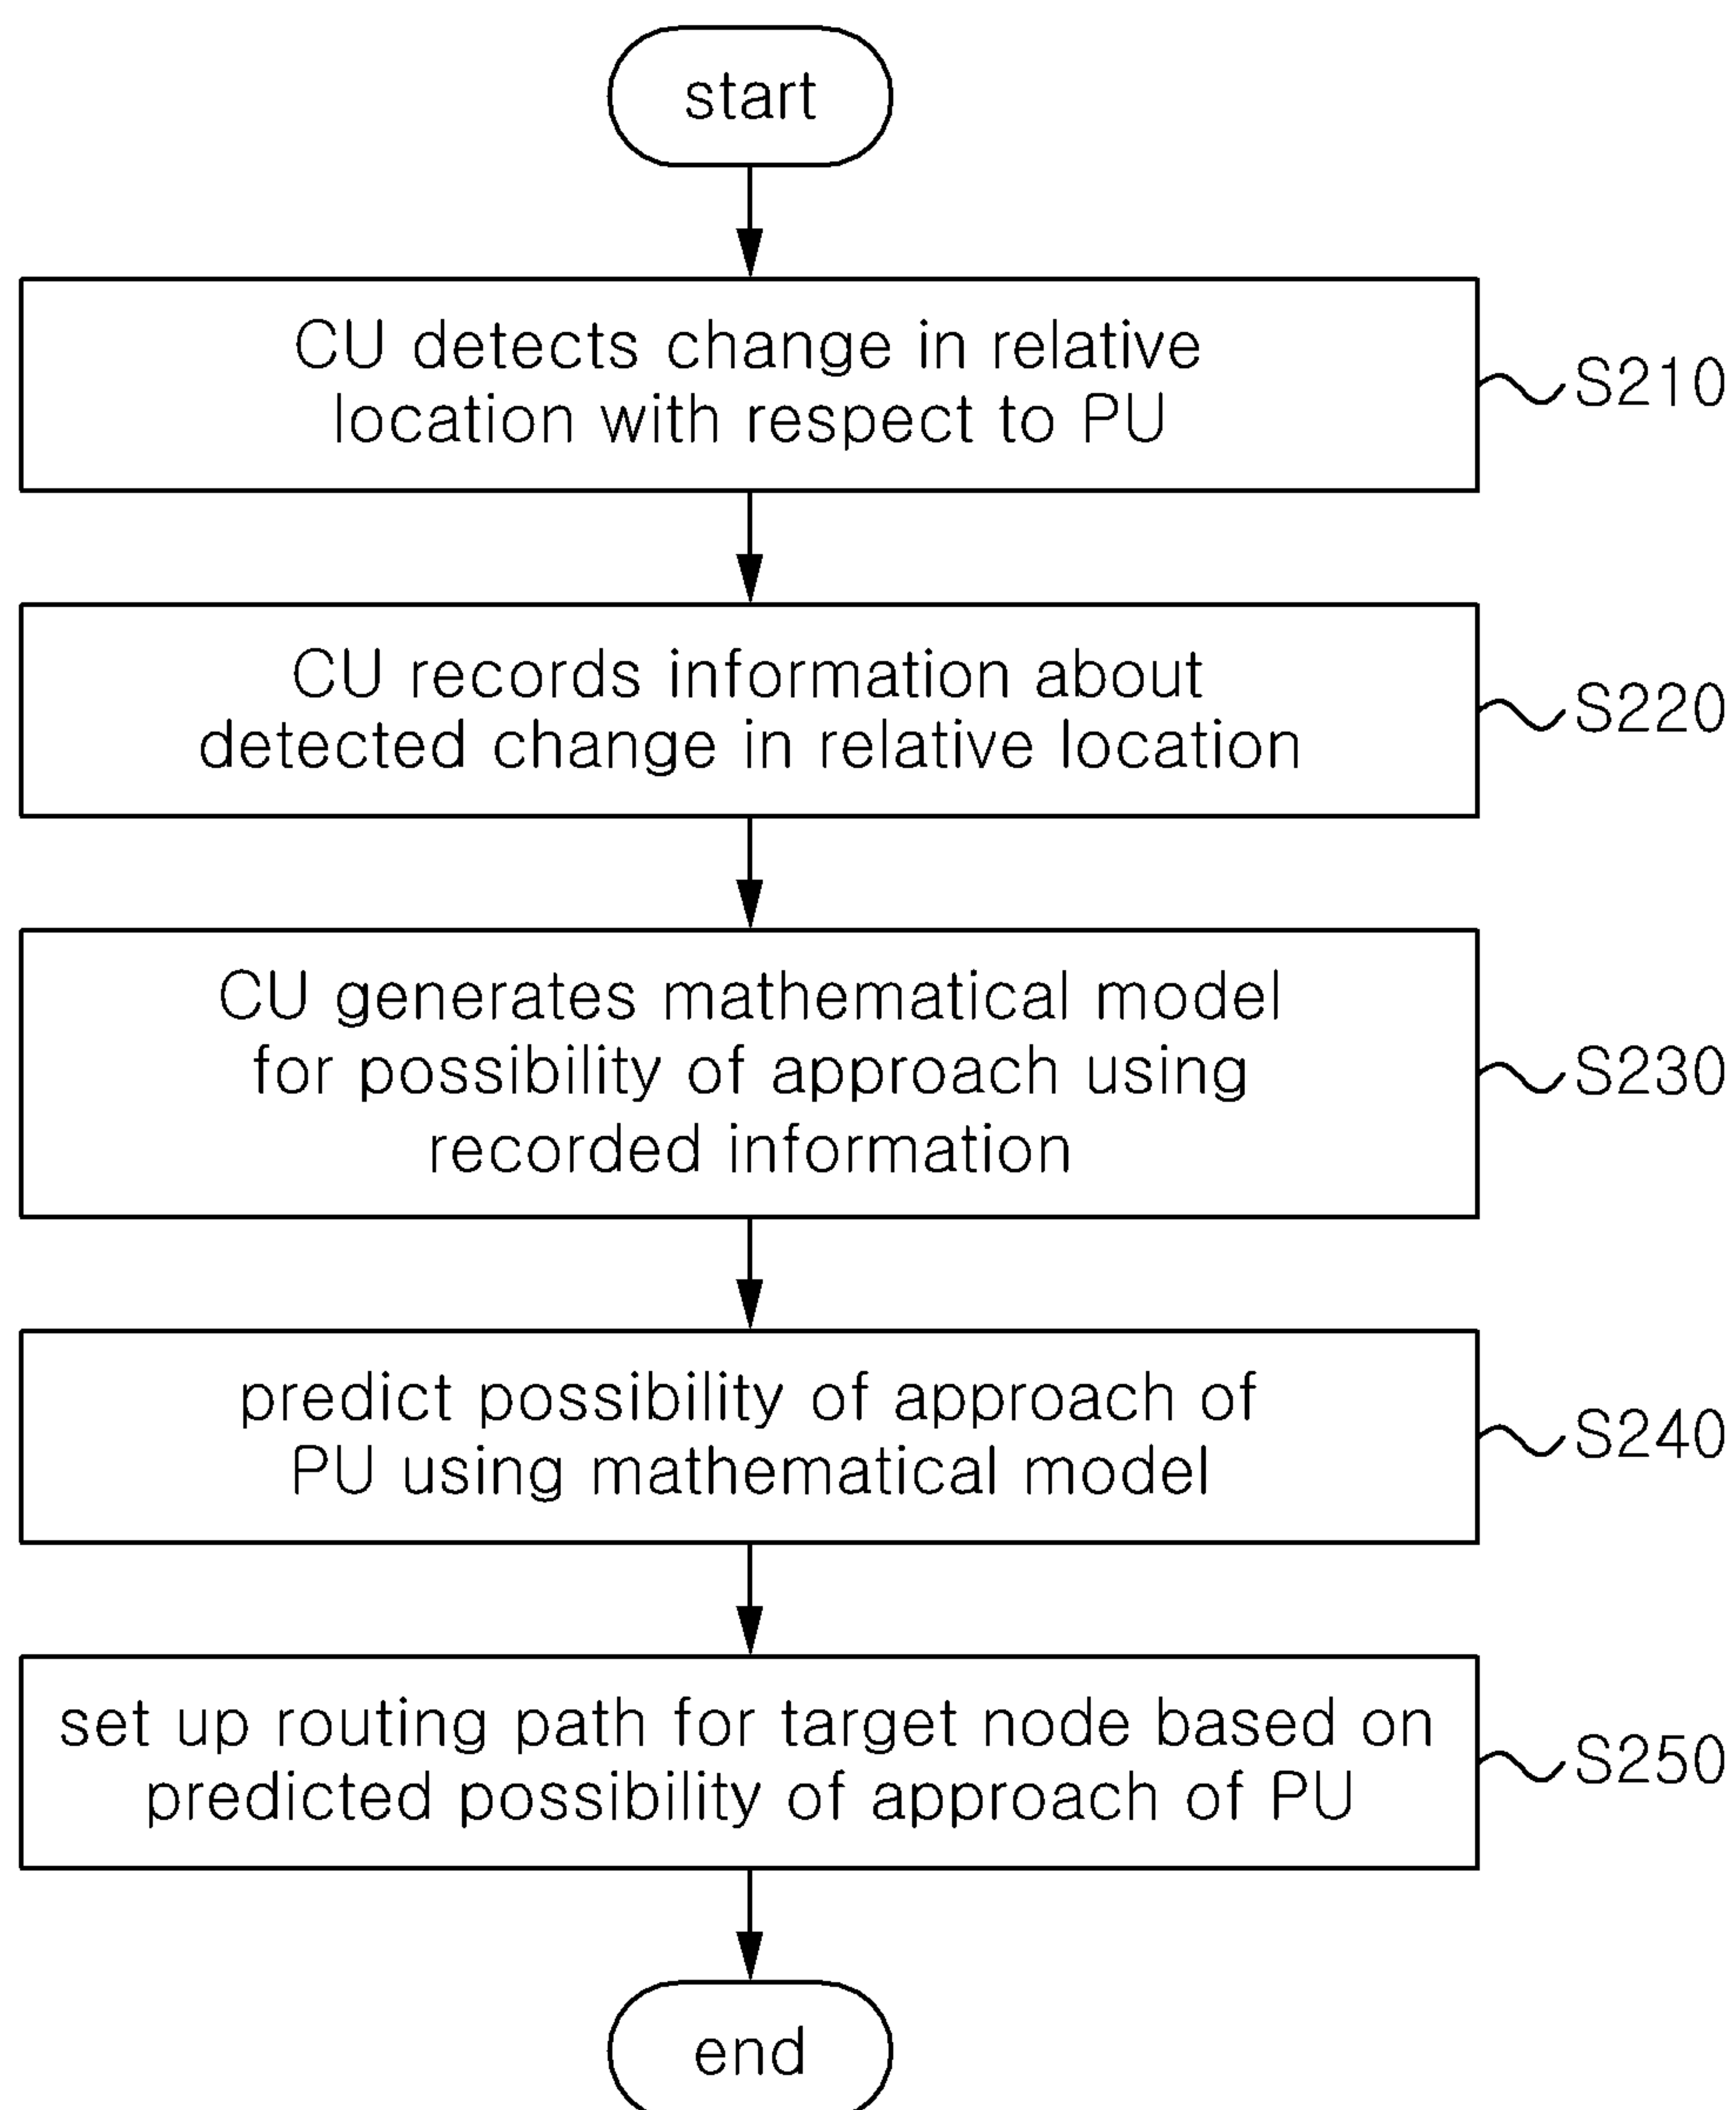 start
CU detects change in relative
location with respect to PU
S210
CU records information about
detected change in relative location
S220
CU generates mathematical model
for possibility of approach using
recorded information
S230
predict possibility of approach of
PU using mathematical model
S240
set up routing path for target node based on
predicted possibility of approach of PU
S250
end